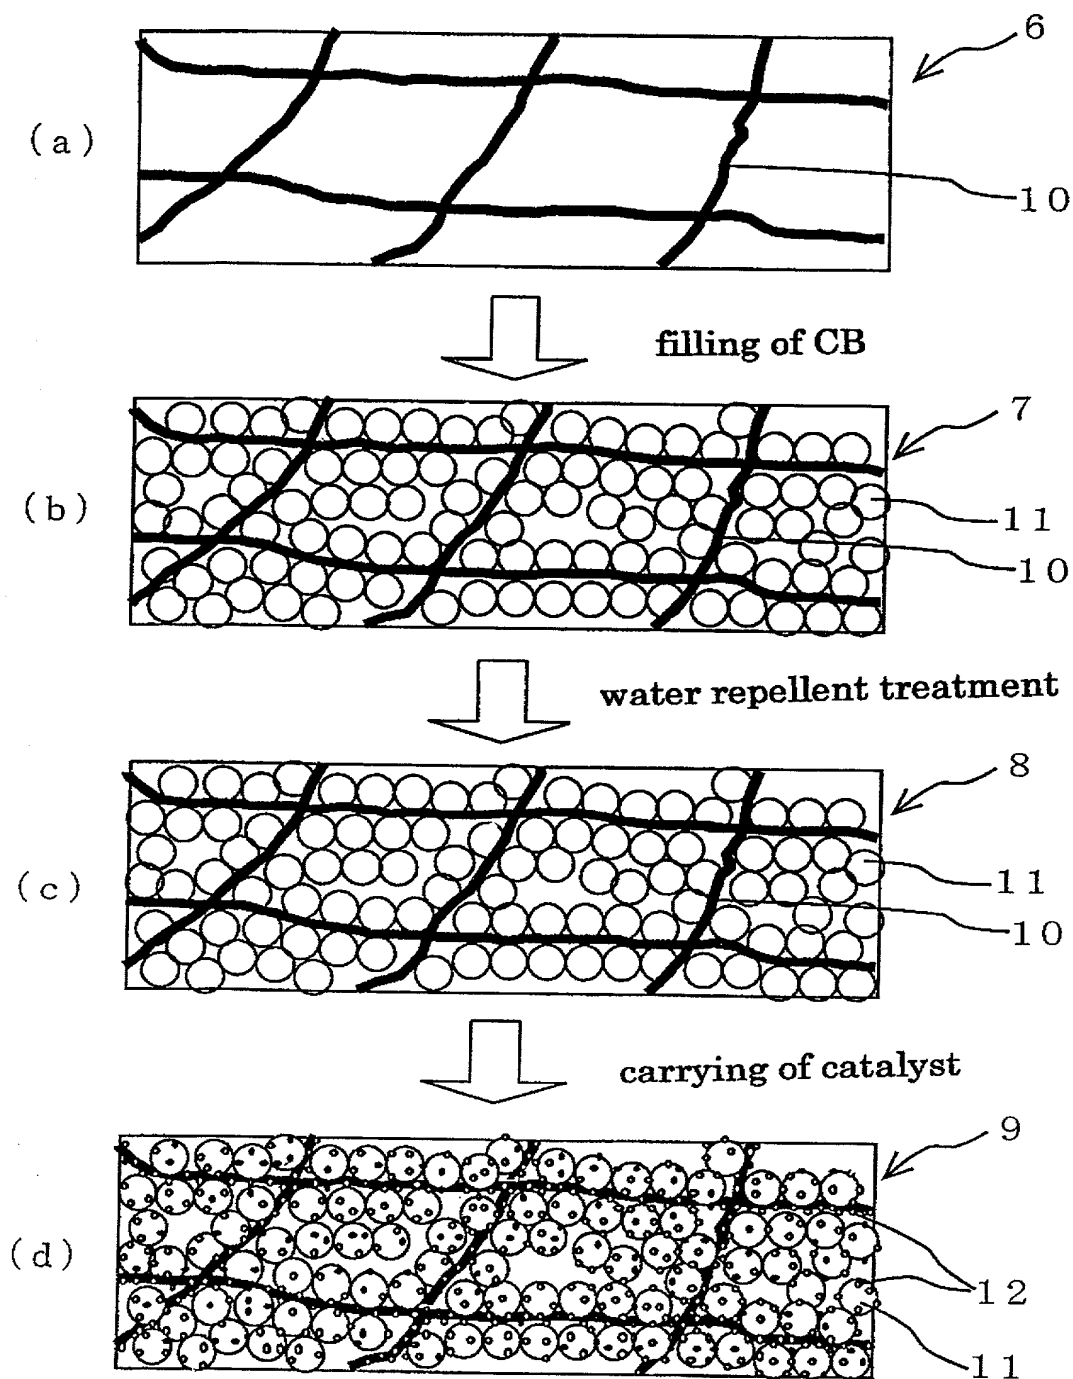 6
(a)
10
filling of CB
7
(b)
11
10
water repellent treatment
8
(c)
11
10
carrying of catalyst
9
(d)
12
11